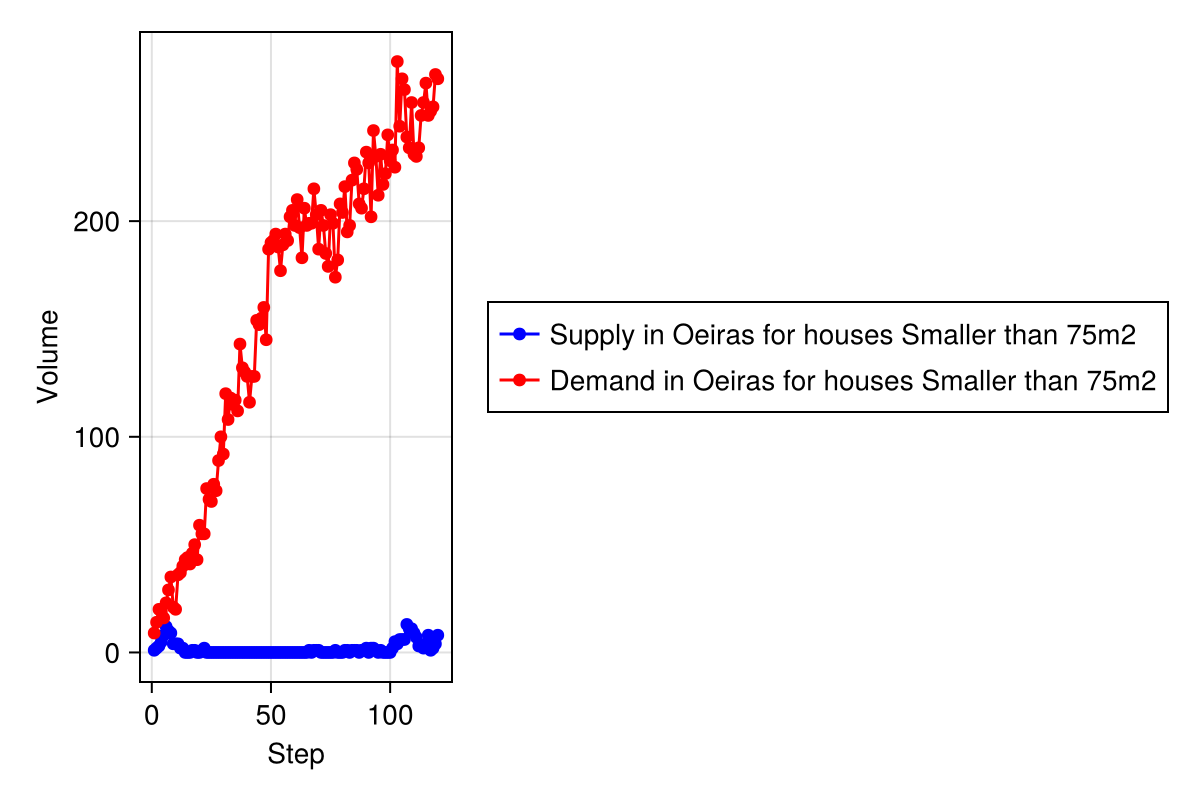 Volume
200
100
0
0 50 100
Step
Supply in Oeiras for houses Smaller than 75m2
Demand in Oeiras for houses Smaller than 75m2